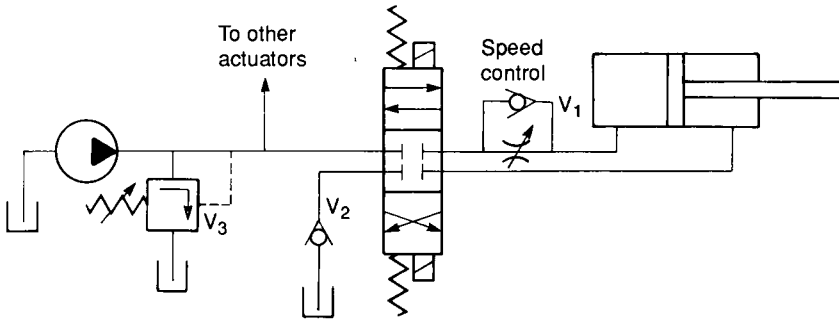 To other
actuators
Speed
control
V1
V2
V3